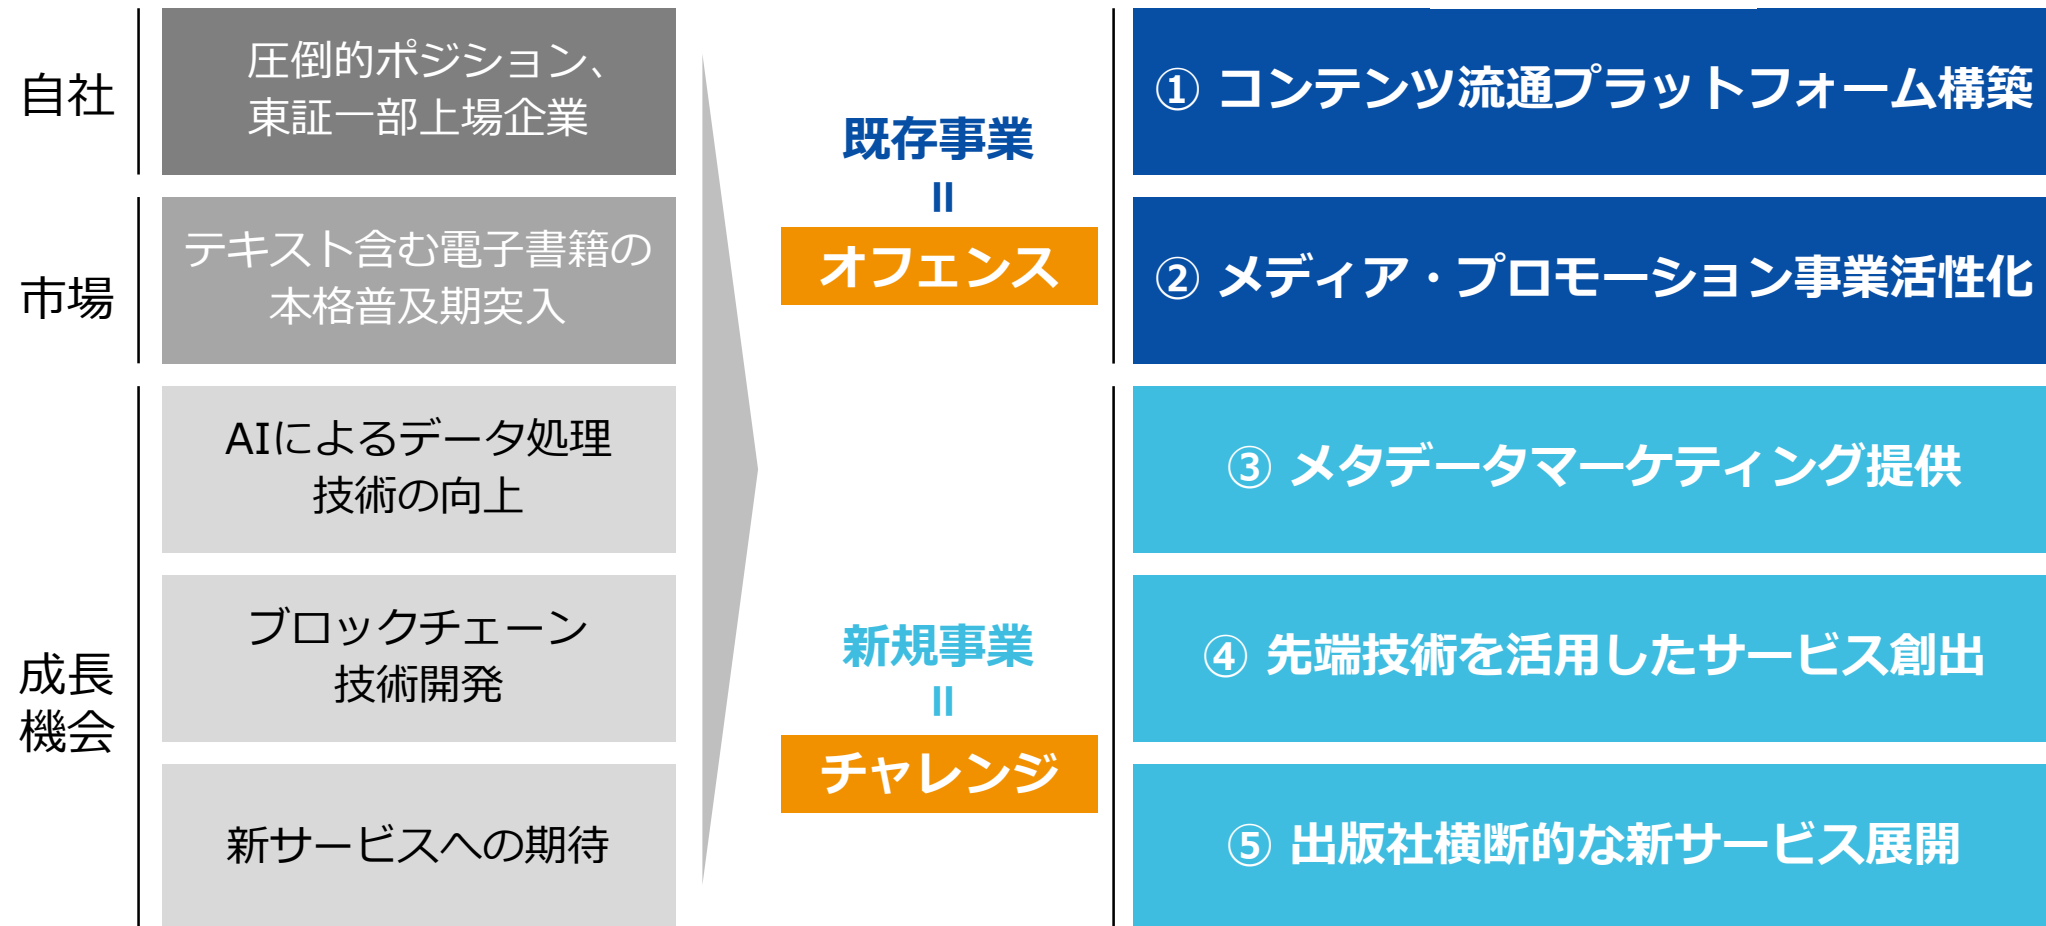 自社
圧倒的ポジション、
東証一部上場企業
市場
テキスト含む電子書籍の
本格普及期突入
成長
機会
AIによるデータ処理
技術の向上
ブロックチェーン
技術開発
新サービスへの期待
既存事業
=
オフェンス
新規事業
=
チャレンジ
① コンテンツ流通プラットフォーム構築
② メディア・プロモーション事業活性化
③ メタデータマーケティング提供
④ 先端技術を活用したサービス創出
⑤ 出版社横断的な新サービス展開